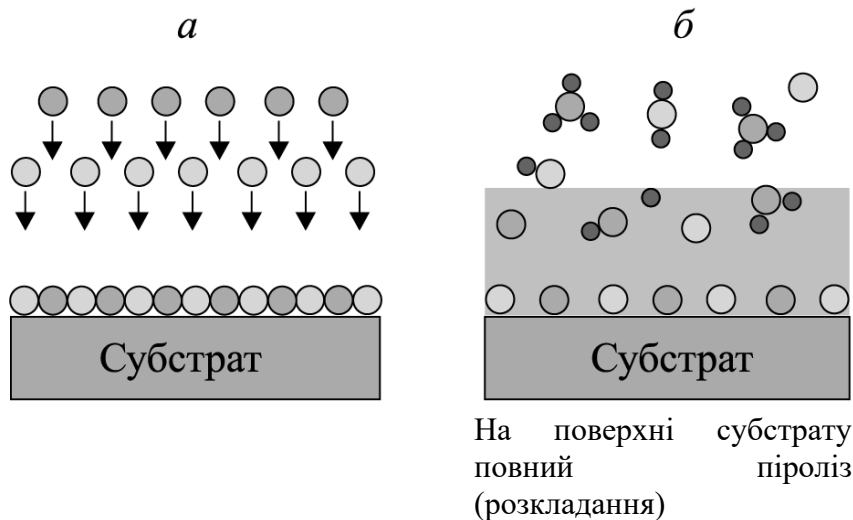 а
б
Субстрат
Субстрат
На поверхні субстрату
повний піроліз
(розкладання)